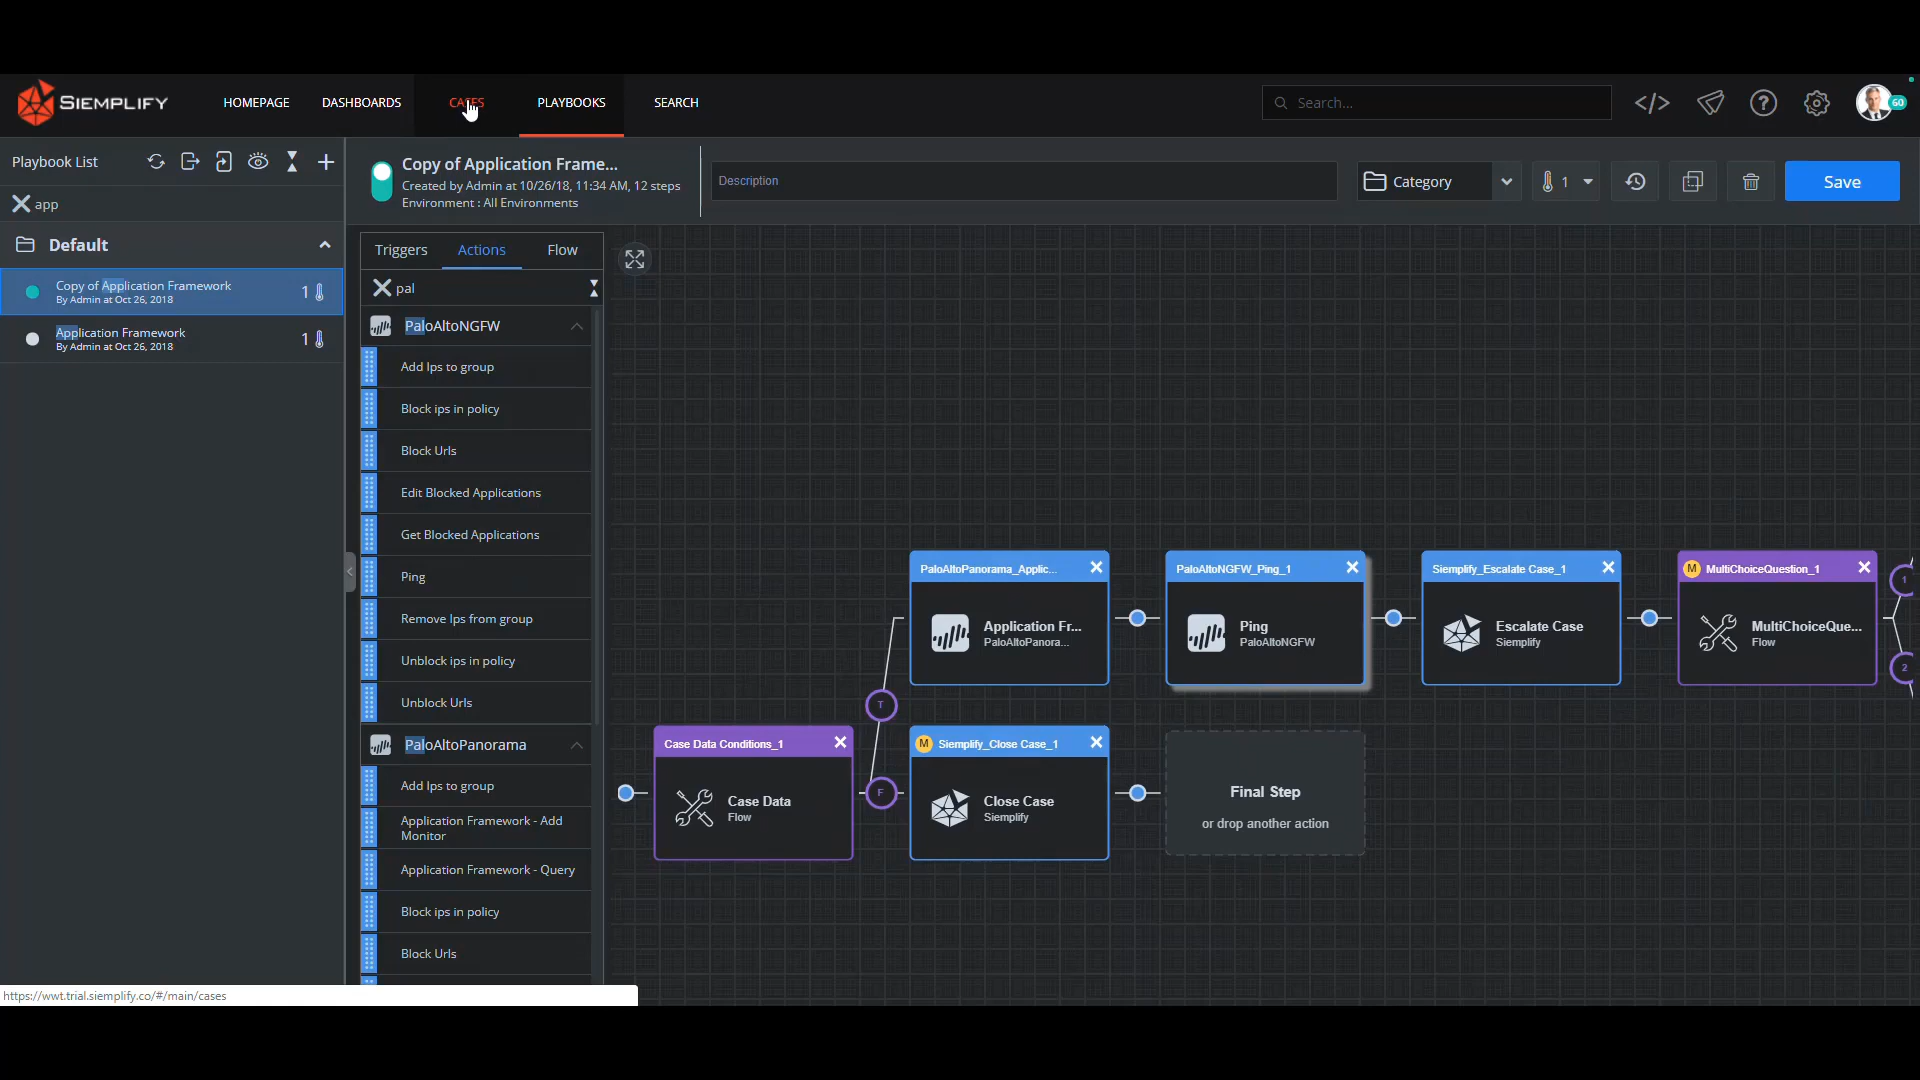 SIEMPLIFY
HOMEPAGE
DASHBOARDS
CASES
PLAYBOOKS
SEARCH
Search...
</>
?
60
Playbook List
app
Default
Copy of Application Framework
By Admin at Oct 26, 2018
1
Application Framework
By Admin at Oct 26, 2018
1
Copy of Application Frame...
Created by Admin at 10/26/18, 11:34 AM, 12 steps
Environment : All Environments
Description
Category
1
Save
Triggers
Actions
Flow
pal
PaloAltoNGFW
Add Ips to group
Block ips in policy
Block Urls
Edit Blocked Applications
Get Blocked Applications
Ping
Remove Ips from group
Unblock ips in policy
Unblock Urls
PaloAltoPanorama
Add Ips to group
Application Framework - Add
Monitor
Application Framework - Query
Block ips in policy
Block Urls
PaloAltoPanorama_Applic...
Application Fr...
PaloAltoPanora...
PaloAltoNGFW_Ping_1
Ping
PaloAltoNGFW
Siemplify_Escalate Case_1
Escalate Case
Siemplify
M
MultiChoiceQuestion_1
MultiChoiceQue...
Flow
1
2
T
F
Case Data Conditions_1
Case Data
Flow
M
Siemplify_Close Case_1
Close Case
Siemplify
Final Step
or drop another action
https://wwt.trial.siemplify.co/#/main/cases